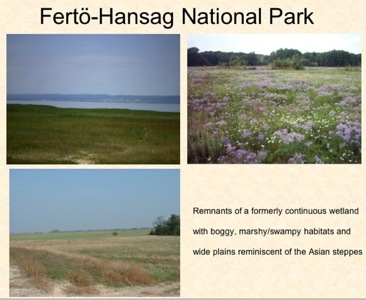 Fertö-Hansag National Park
Remnants of a formerly continuous wetland
with boggy, marshy/swampy habitats and
wide plains reminiscent of the Asian steppes